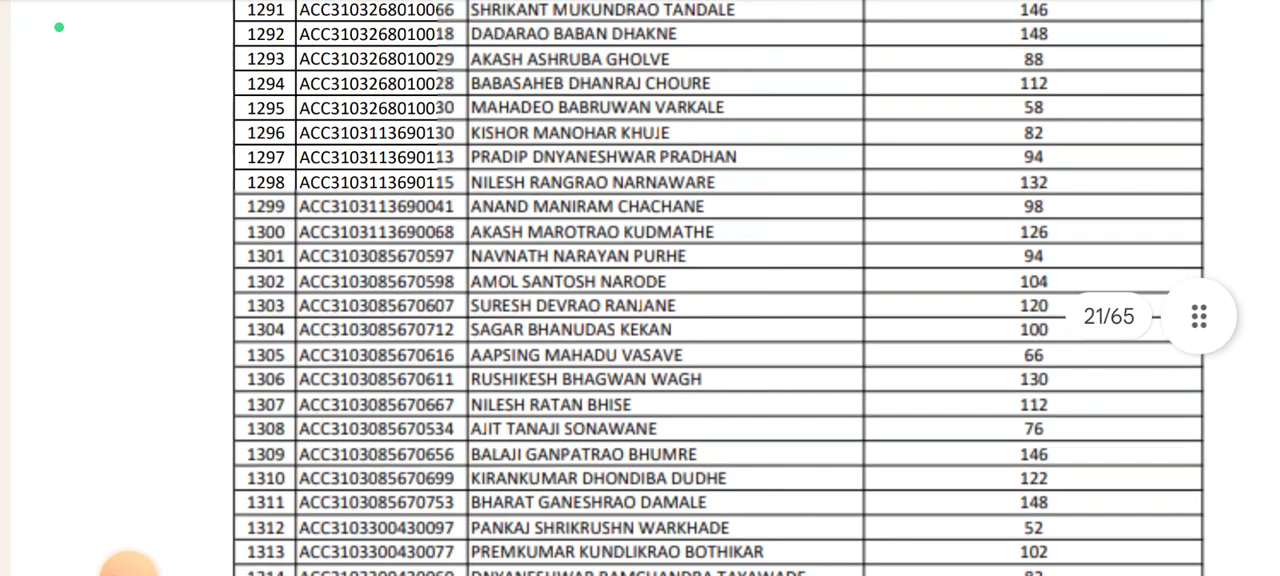 1291 ACC3103268010066 SHRIKANT MUKUNDRAO TANDALE 146
1292 ACC3103268010018 DADARAO BABAN DHAKNE 148
1293 ACC3103268010029 AKASH ASHRUBA GHOLVE 88
1294 ACC3103268010028 BABASAHEB DHANRAJ CHOURE 112
1295 ACC3103268010030 MAHADEO BABRUWAN VARKALE 58
1296 ACC3103113690130 KISHOR MANOHAR KHUJE 82
1297 ACC3103113690113 PRADIP DNYANESHWAR PRADHAN 94
1298 ACC3103113690115 NILESH RANGRAO NARNAWARE 132
1299 ACC3103113690041 ANAND MANIRAM CHACHANE 98
1300 ACC3103113690068 AKASH MAROTRAO KUDMATHE 126
1301 ACC3103085670597 NAVNATH NARAYAN PURHE 94
1302 ACC3103085670598 AMOL SANTOSH NARODE 104
1303 ACC3103085670607 SURESH DEVRAO RANJANE 120
21/65
1304 ACC3103085670712 SAGAR BHANUDAS KEKAN 100
1305 ACC3103085670616 AAPSING MAHADU VASAVE 66
1306 ACC3103085670611 RUSHIKESH BHAGWAN WAGH 130
1307 ACC3103085670667 NILESH RATAN BHISE 112
1308 ACC3103085670534 AJIT TANAJI SONAWANE 76
1309 ACC3103085670656 BALAJI GANPATRAO BHUMRE 146
1310 ACC3103085670699 KIRANKUMAR DHONDIBA DUDHE 122
1311 ACC3103085670753 BHARAT GANESHRAO DAMALE 148
1312 ACC3103300430097 PANKAJ SHRIKRUSHN WARKHADE 52
1313 ACC3103300430077 PREMKUMAR KUNDLIKRAO BOTHIKAR 102